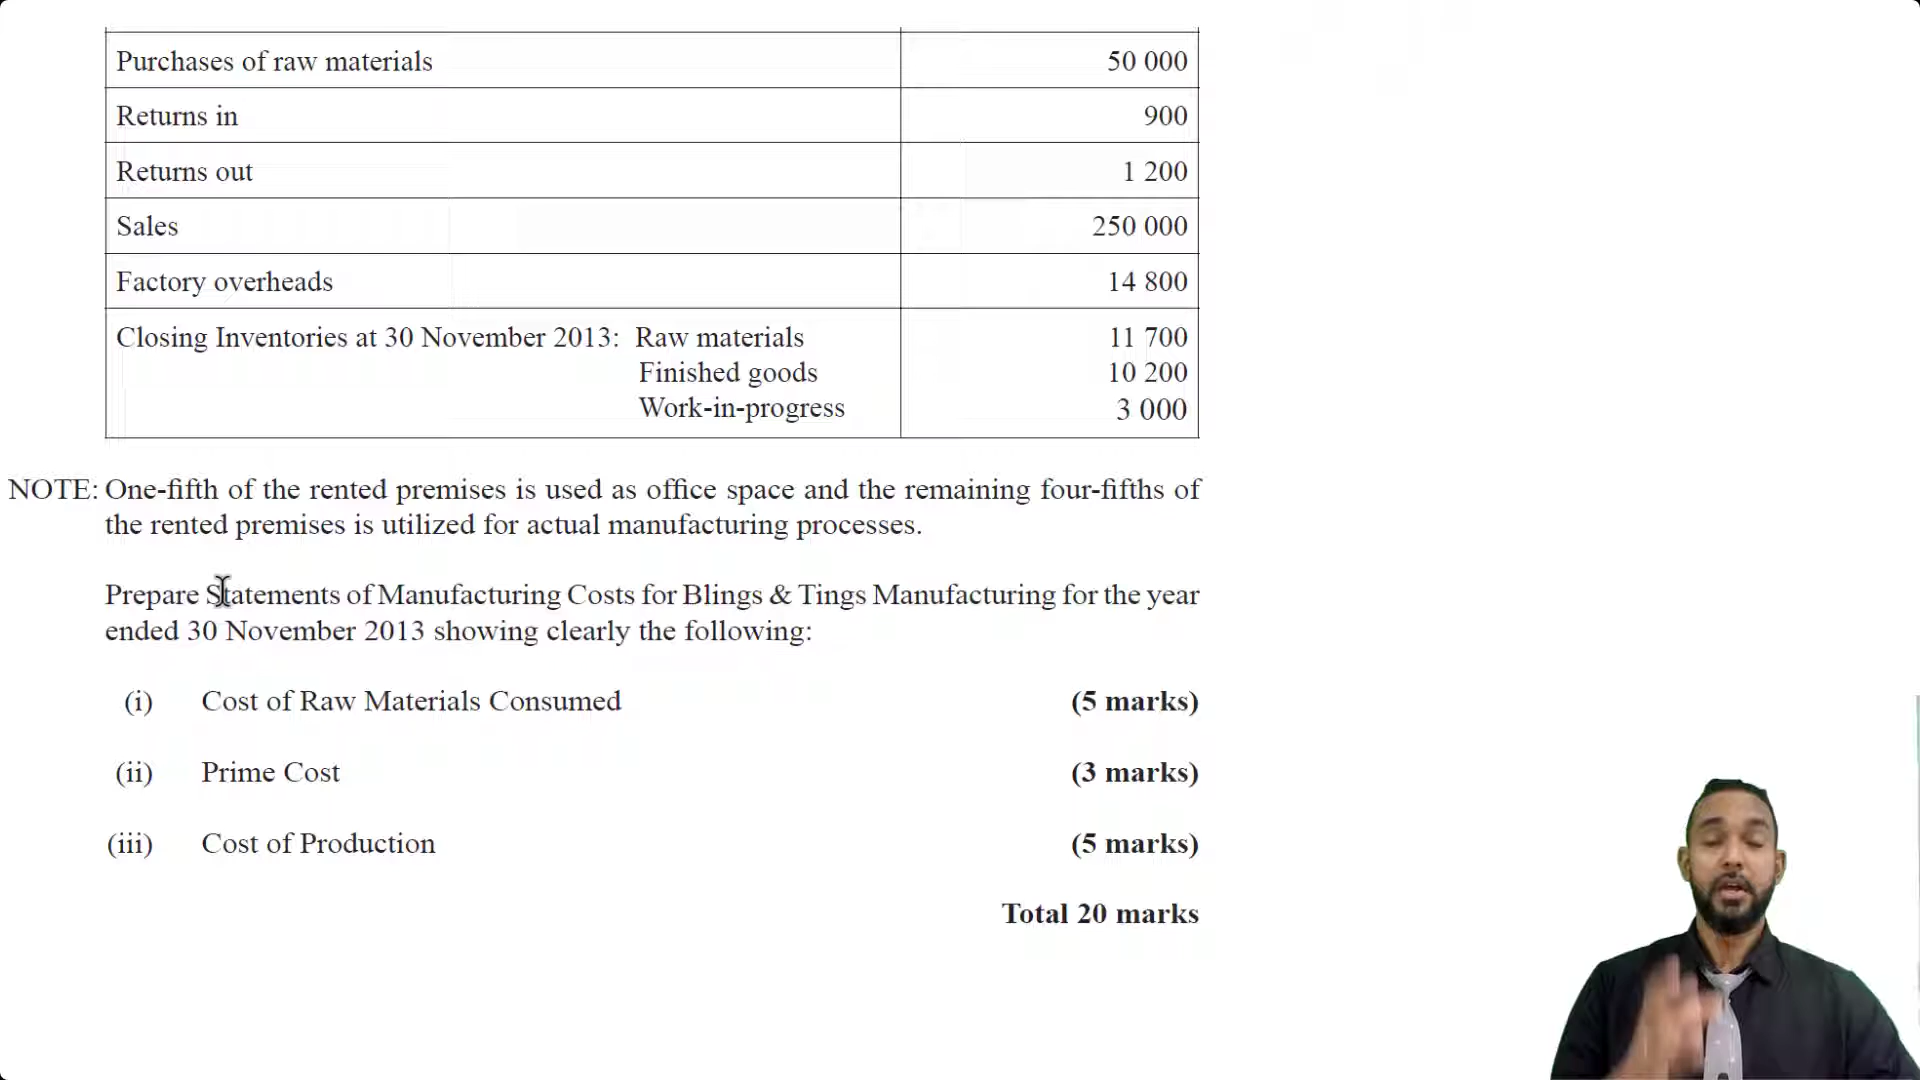 Purchases of raw materials 50 000
Returns in 900
Returns out 1 200
Sales 250 000
Factory overheads 14 800
Closing Inventories at 30 November 2013: Raw materials 11 700
Finished goods 10 200
Work-in-progress 3 000
NOTE: One-fifth of the rented premises is used as office space and the remaining four-fifths of
the rented premises is utilized for actual manufacturing processes.
Prepare Statements of Manufacturing Costs for Blings & Tings Manufacturing for the year
ended 30 November 2013 showing clearly the following:
(i) Cost of Raw Materials Consumed (5 marks)
(ii) Prime Cost (3 marks)
(iii) Cost of Production (5 marks)
Total 20 marks